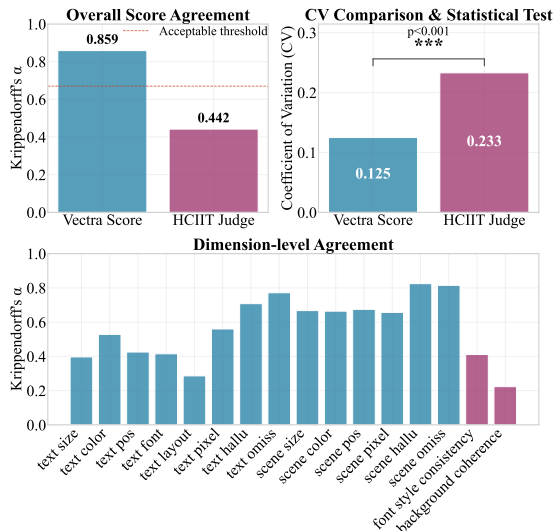 Overall Score Agreement
Krippendorff's α
1.0
0.8
0.6
0.4
0.2
0.0
0.859
Acceptable threshold
0.442
Vectra Score
HCIIT Judge
CV Comparison & Statistical Test
Coefficient of Variation (CV)
0.3
0.2
0.1
0.0
p<0.001
***
0.125
0.233
Vectra Score
HCIIT Judge
Dimension-level Agreement
Krippendorff's α
1.0
0.8
0.6
0.4
0.2
0.0
text size
text color
text pos
text font
text layout
text pixel
text hallu
text omiss
scene size
scene color
scene pos
scene pixel
scene hallu
scene omiss
font style consistency
background coherence